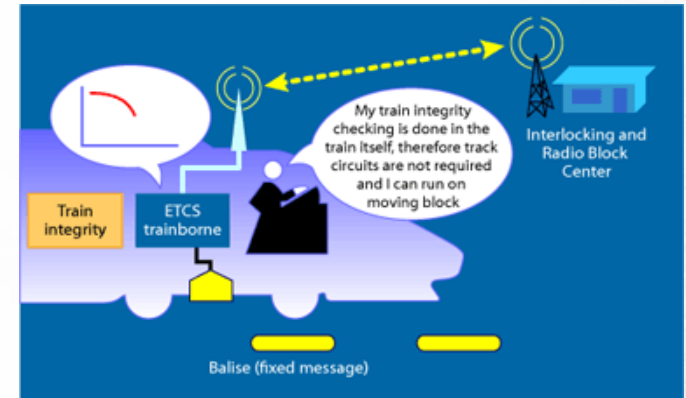 My train integrity
checking is done in the
train itself, therefore track
circuits are not required
and I can run on
moving block
Interlocking and
Radio Block
Center
Train
integrity
ETCS
trainborne
Balise (fixed message)